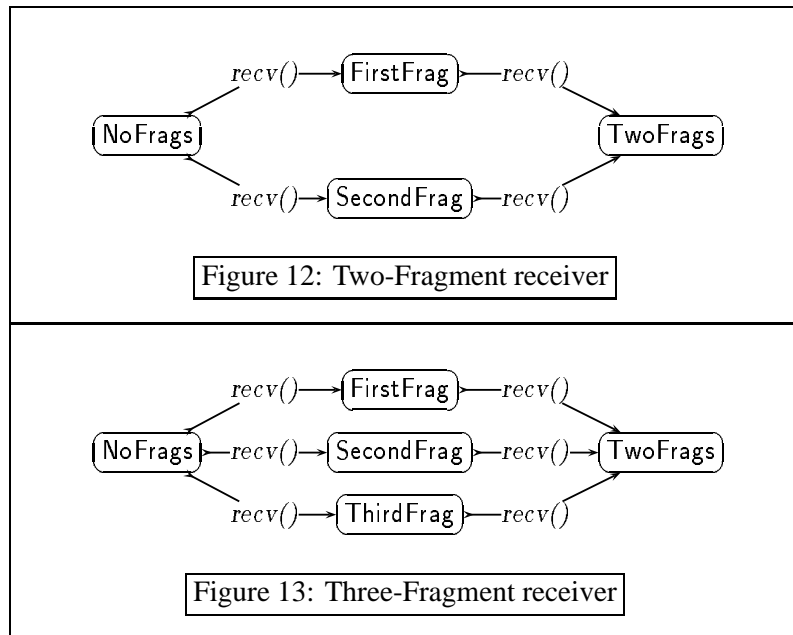 recv() FirstFrag recv()
NoFrags TwoFrags
recv() SecondFrag recv()
Figure 12: Two-Fragment receiver
recv() FirstFrag recv()
NoFrags recv() SecondFrag recv() TwoFrags
recv() ThirdFrag recv()
Figure 13: Three-Fragment receiver